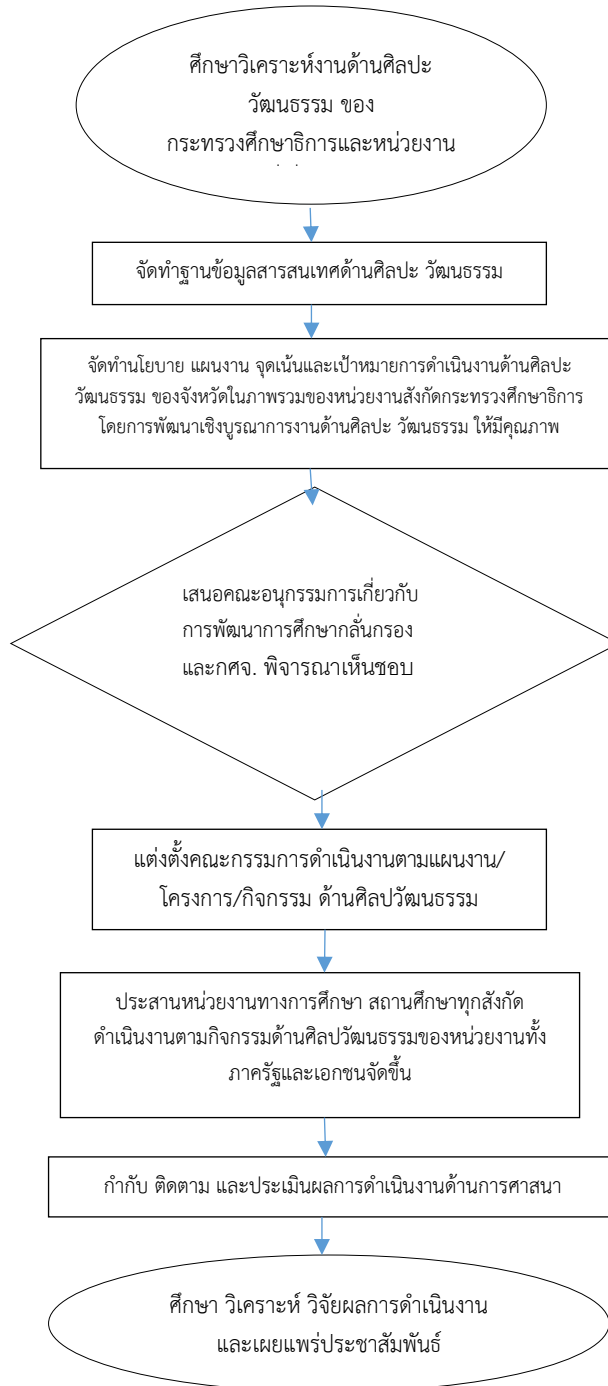 ศึกษาวิเคราะห์งานด้านศิลปะ
วัฒนธรรม ของ
กระทรวงศึกษาธิการและหน่วยงาน
จัดทำฐานข้อมูลสารสนเทศด้านศิลปะ วัฒนธรรม
จัดทำนโยบาย แผนงาน จุดเน้นและเป้าหมายการดำเนินงานด้านศิลปะ
วัฒนธรรม ของจังหวัดในภาพรวมของหน่วยงานสังกัดกระทรวงศึกษาธิการ
โดยการพัฒนาเชิงบูรณาการงานด้านศิลปะ วัฒนธรรม ให้มีคุณภาพ
เสนอคณะอนุกรรมการเกี่ยวกับ
การพัฒนาการศึกษากลั่นกรอง
และกศจ. พิจารณาเห็นชอบ
แต่งตั้งคณะกรรมการดำเนินงานตามแผนงาน/
โครงการ/กิจกรรม ด้านศิลปวัฒนธรรม
ประสานหน่วยงานทางการศึกษา สถานศึกษาทุกสังกัด
ดำเนินงานตามกิจกรรมด้านศิลปวัฒนธรรมของหน่วยงานทั้ง
ภาครัฐและเอกชนจัดขึ้น
กำกับ ติดตาม และประเมินผลการดำเนินงานด้านการศาสนา
ศึกษา วิเคราะห์ วิจัยผลการดำเนินงาน
และเผยแพร่ประชาสัมพันธ์